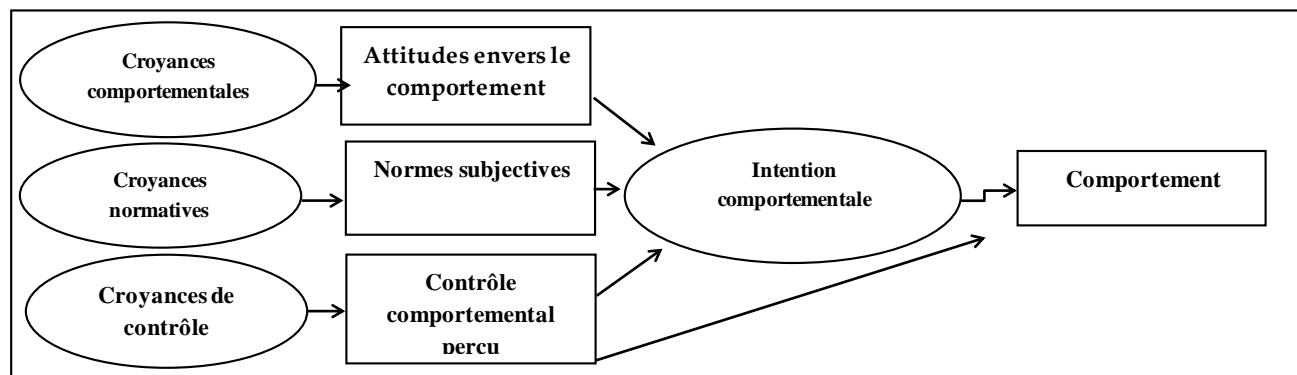 Croyances
comportementales
Attitudes envers le
comportement
Croyances
normatives
Normes subjectives
Intention
comportementale
Comportement
Croyances de
contrôle
Contrôle
comportemental
perçu